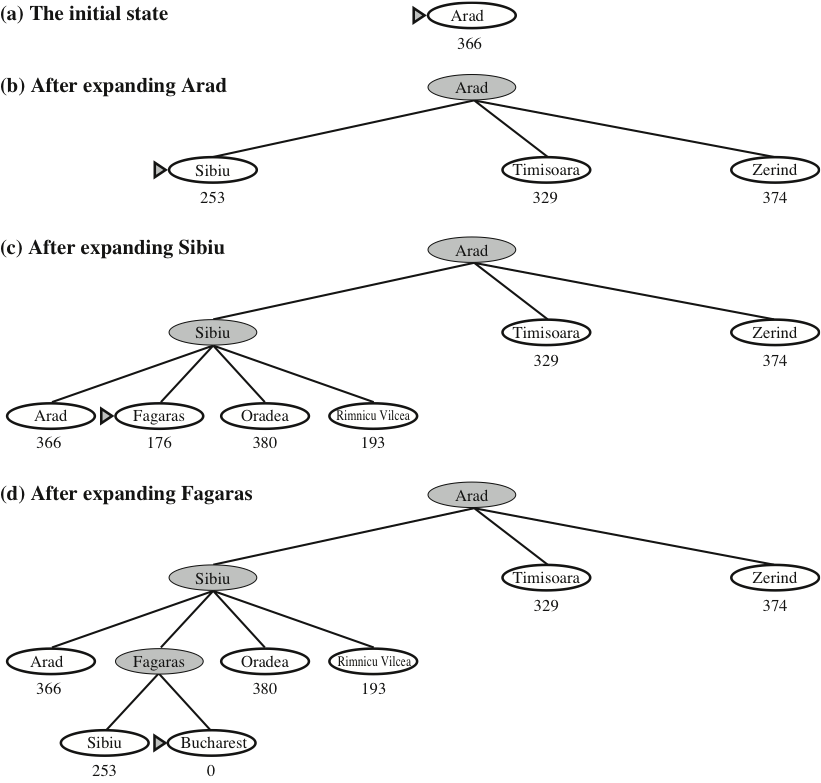 (a) The initial state
Arad
366
(b) After expanding Arad
Arad
Sibiu Timisoara Zerind
253 329 374
(c) After expanding Sibiu
Arad
Sibiu Timisoara Zerind
329 374
Arad Fagaras Oradea Rimnicu Vilcea
366 176 380 193
(d) After expanding Fagaras
Arad
Sibiu Timisoara Zerind
329 374
Arad Fagaras Oradea Rimnicu Vilcea
366 380 193
Sibiu Bucharest
253 0